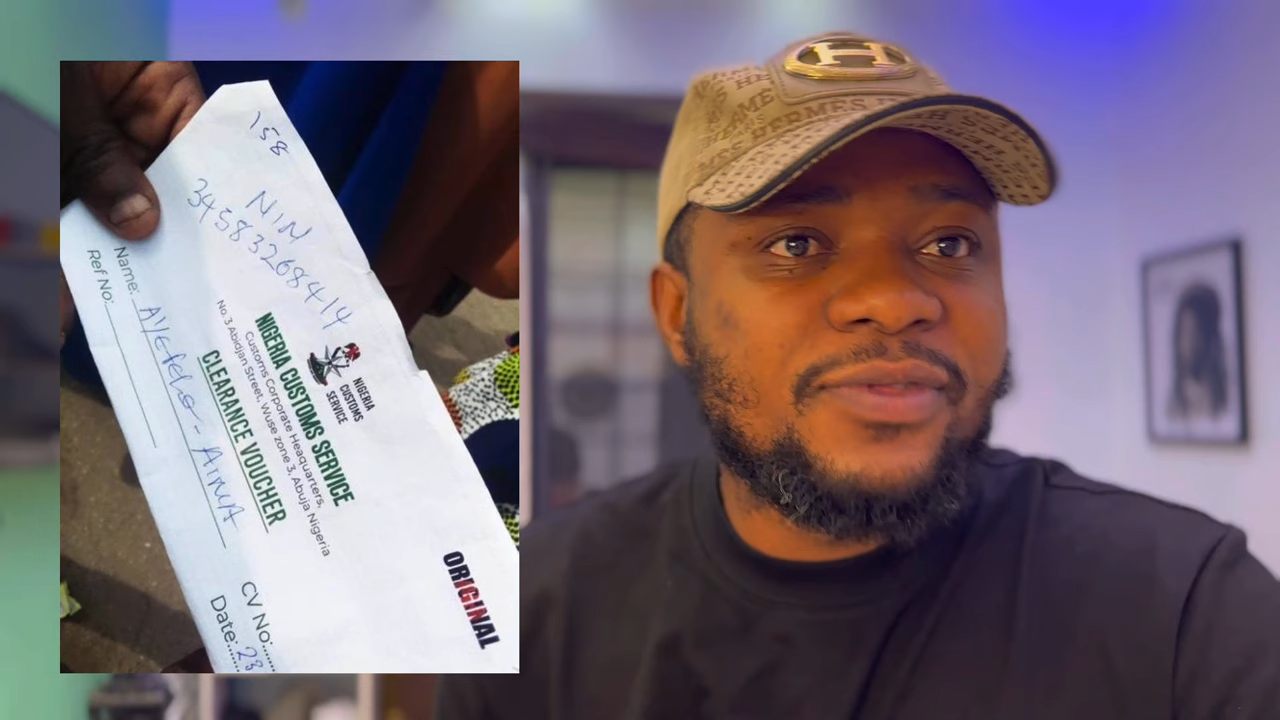 158
NIN
34583268414
NIGERIA
CUSTOMS
SERVICE
NIGERIA CUSTOMS SERVICE
Customs Corporate Heaquarters,
No.3 Abidjan Street, Wuse zone 3, Abuja Nigeria
CLEARANCE VOUCHER
Name:
Ref No:
ORIGINAL
CV No:
Date: 23
H
HERMES